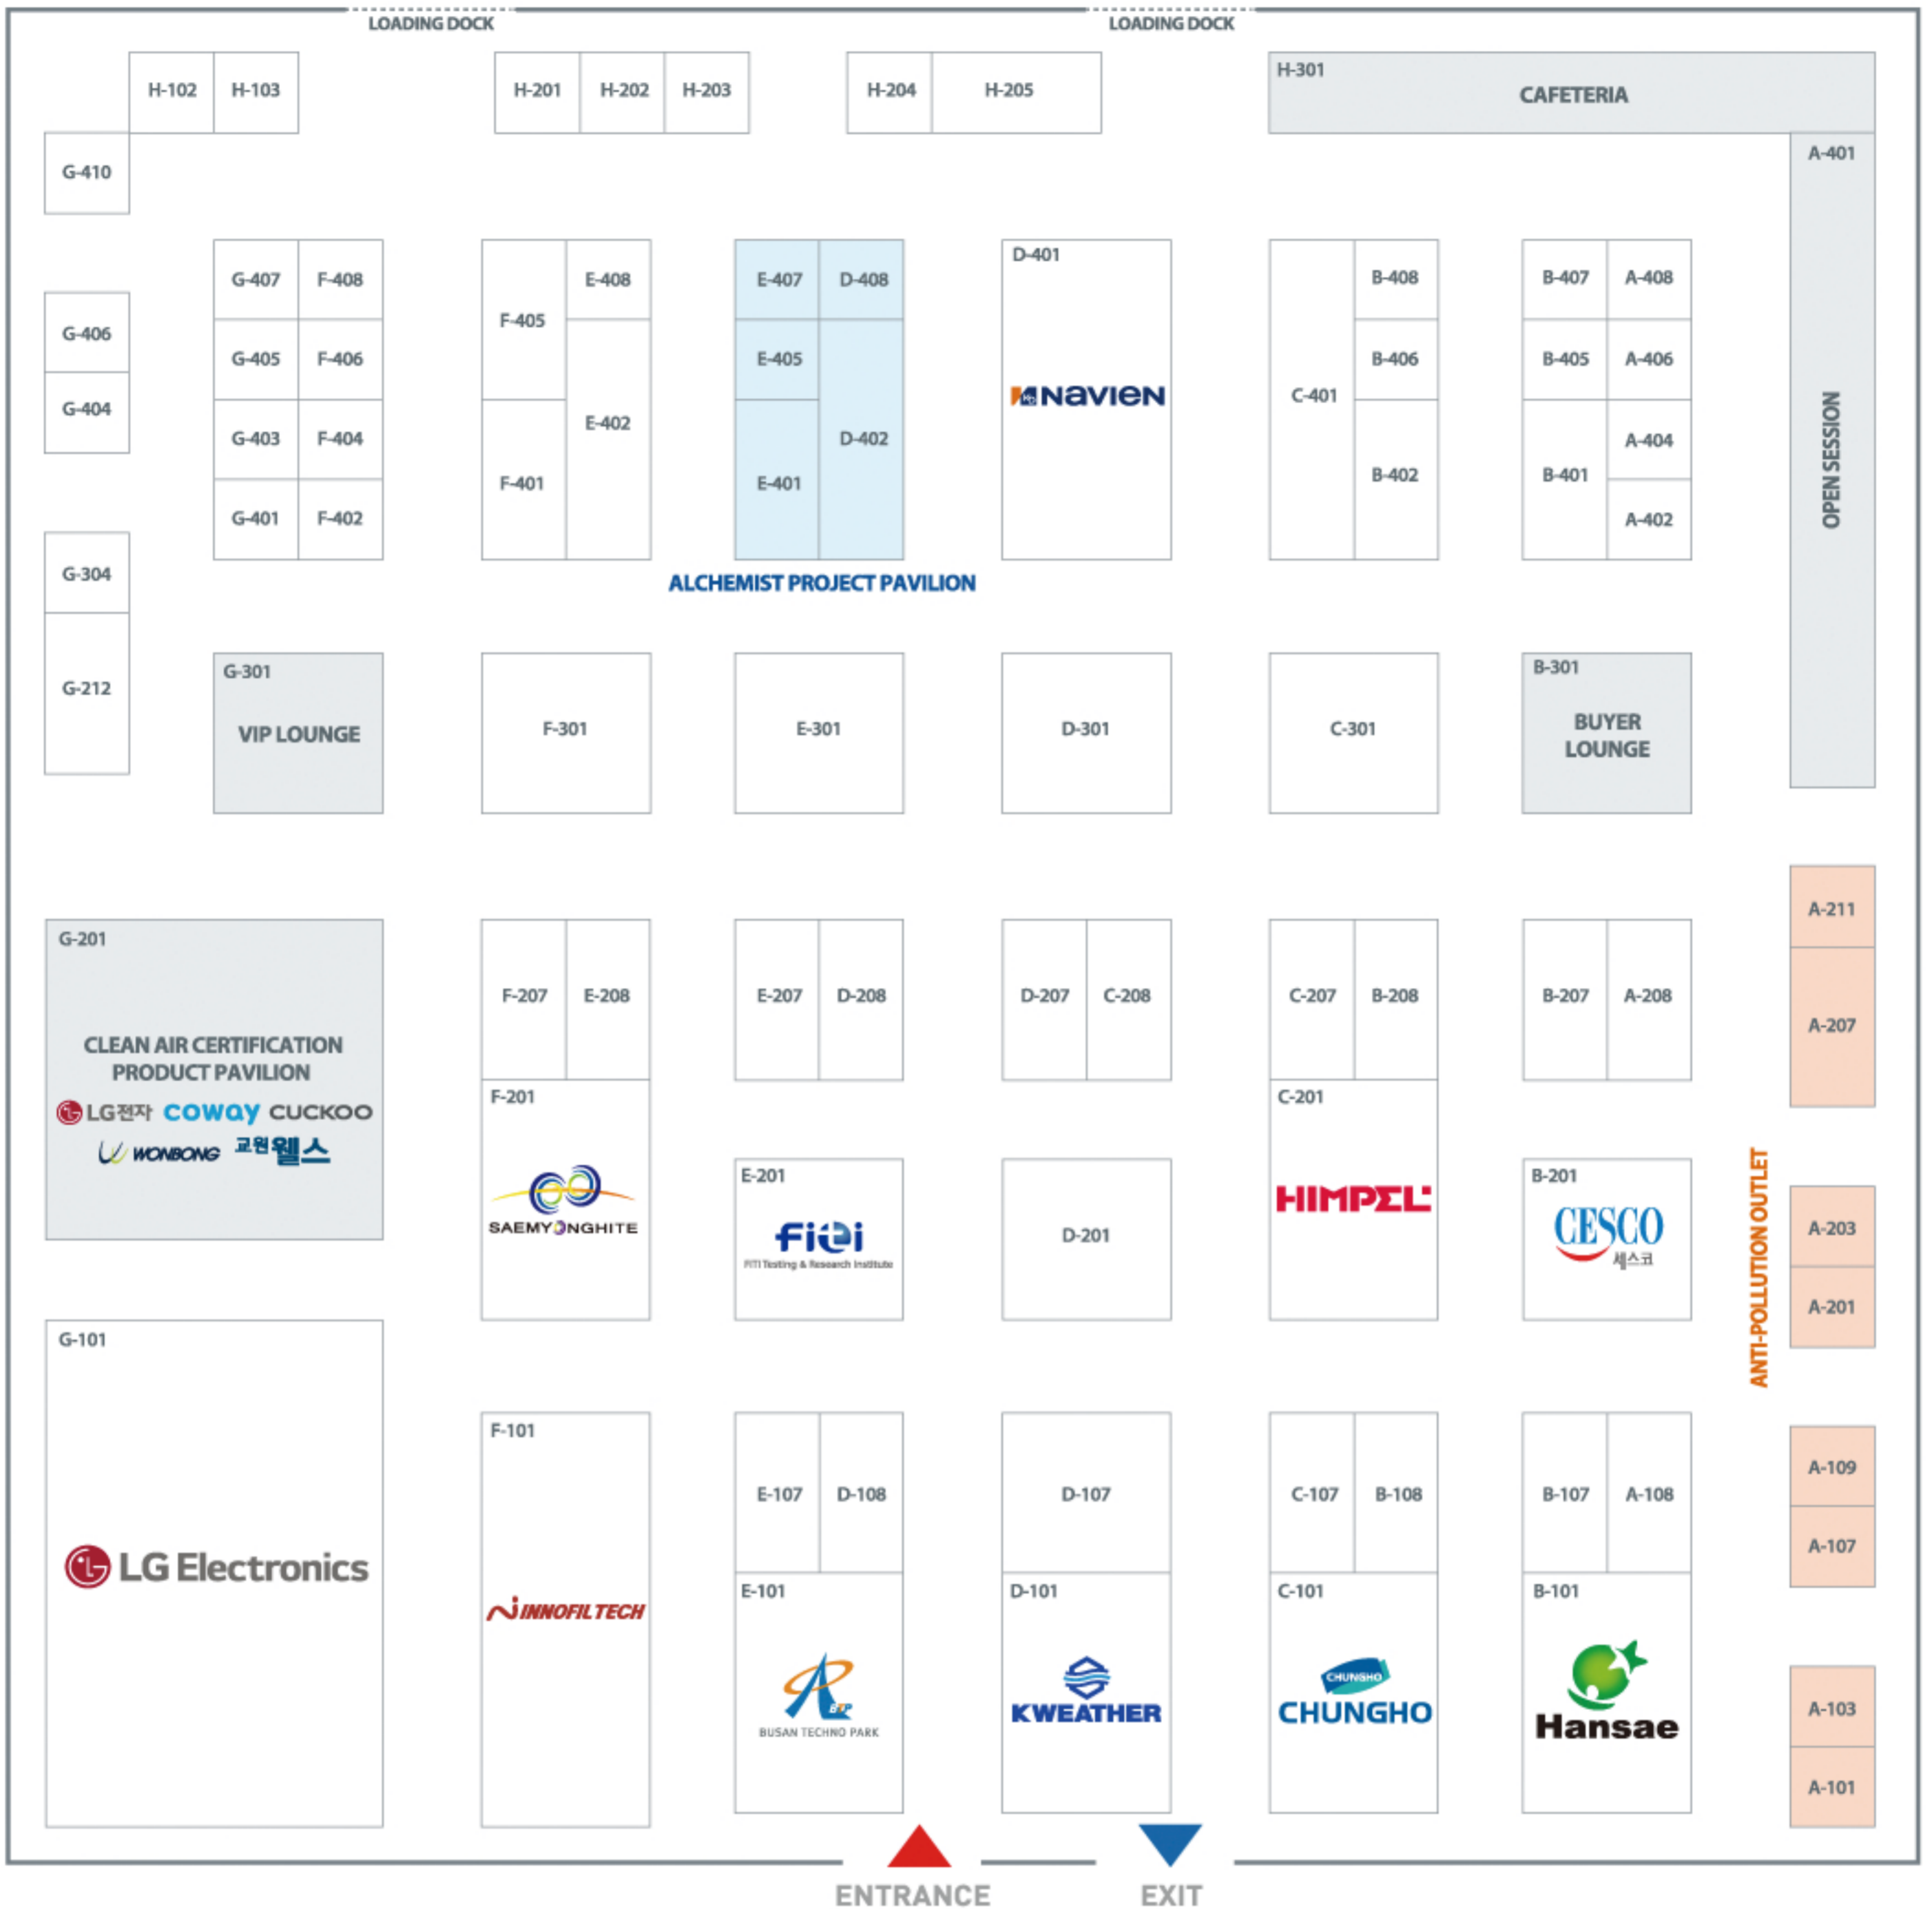 LOADING DOCK
LOADING DOCK
H-102
H-103
H-201
H-202
H-203
H-204
H-205
H-301
CAFETERIA
G-410
A-401
OPEN SESSION
G-407
F-408
G-405
F-406
G-403
F-404
G-401
F-402
G-406
G-404
G-304
G-212
F-405
E-408
E-402
F-401
E-407
D-408
E-405
D-402
E-401
ALCHEMIST PROJECT PAVILION
D-401
NAVIEN
C-401
B-408
B-406
B-402
B-407
A-408
B-405
A-406
B-401
A-404
A-402
G-301
VIP LOUNGE
F-301
E-301
D-301
C-301
B-301
BUYER
LOUNGE
G-201
CLEAN AIR CERTIFICATION
PRODUCT PAVILION
LG전자 coway CUCKOO
WONBONG 교원웰스
F-207
E-208
F-201
SAEMYONGHITE
E-207
D-208
E-201
FiTi
FITI Testing & Research Institute
D-207
C-208
D-201
C-207
B-208
C-201
HIMPEL
B-207
A-208
B-201
CESCO
세스코
A-211
A-207
ANTI-POLLUTION OUTLET
A-203
A-201
G-101
LG Electronics
F-101
INNOFILTECH
E-107
D-108
E-101
BTP
BUSAN TECHNO PARK
D-107
D-101
KWEATHER
C-107
B-108
C-101
CHUNGHO
CHUNGHO
B-107
A-108
B-101
Hansae
A-109
A-107
A-103
A-101
ENTRANCE
EXIT